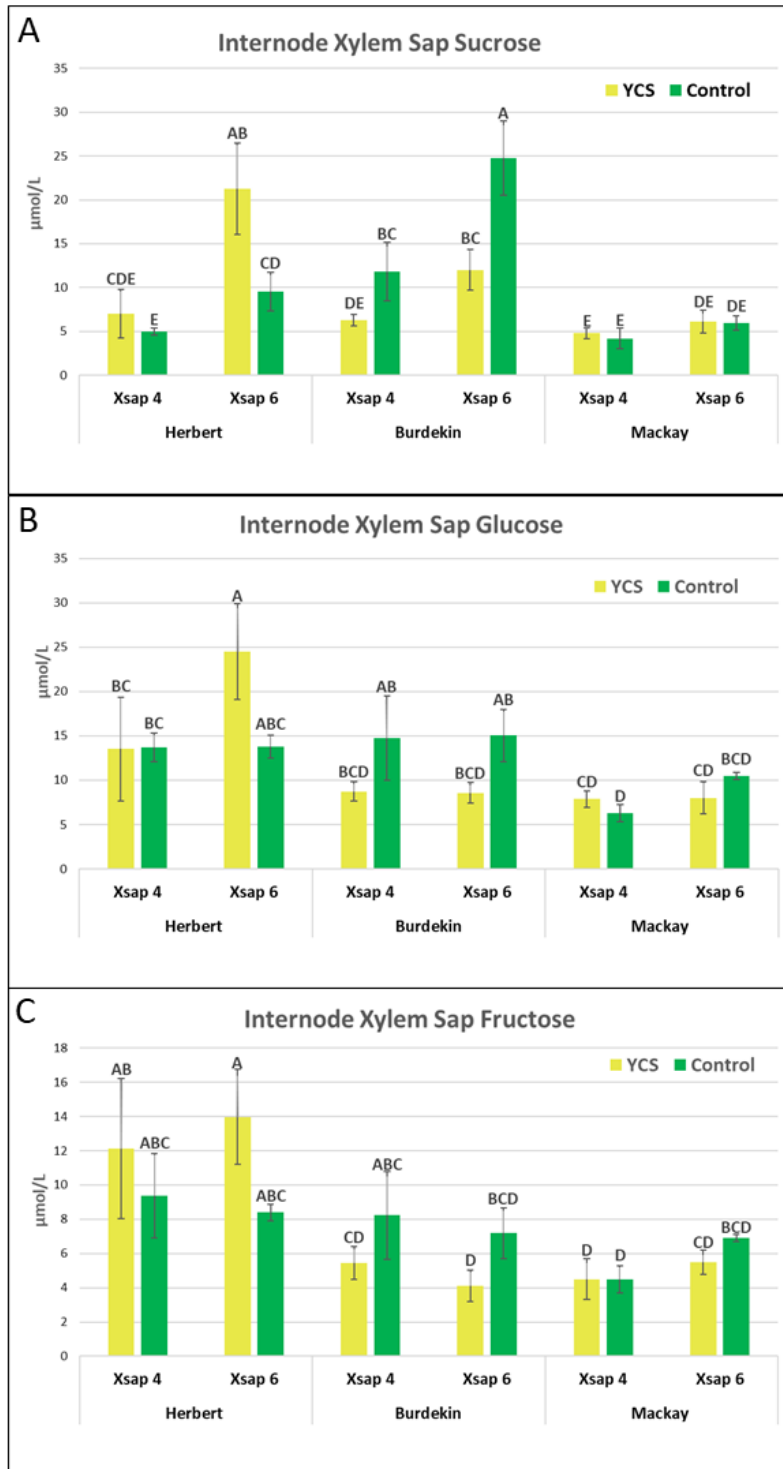 A
Internode Xylem Sap Sucrose
35
YCS Control
30
A
AB
25
µmol/L
20
15
BC
BC
CD
10
CDE
DE
DE DE
E
E E
5
0
Xsap 4 Xsap 6 Xsap 4 Xsap 6 Xsap 4 Xsap 6
Herbert Burdekin Mackay
B
Internode Xylem Sap Glucose
35
YCS Control
30
A
25
µmol/L
AB AB
20
BC BC
ABC
15
BCD BCD
BCD
CD CD
10
D
5
0
Xsap 4 Xsap 6 Xsap 4 Xsap 6 Xsap 4 Xsap 6
Herbert Burdekin Mackay
C
Internode Xylem Sap Fructose
18
YCS Control
AB A
16
14
ABC
12
ABC
µmol/L
10
ABC
BCD
8
BCD
CD
CD
6
D D D
4
2
0
Xsap 4 Xsap 6 Xsap 4 Xsap 6 Xsap 4 Xsap 6
Herbert Burdekin Mackay